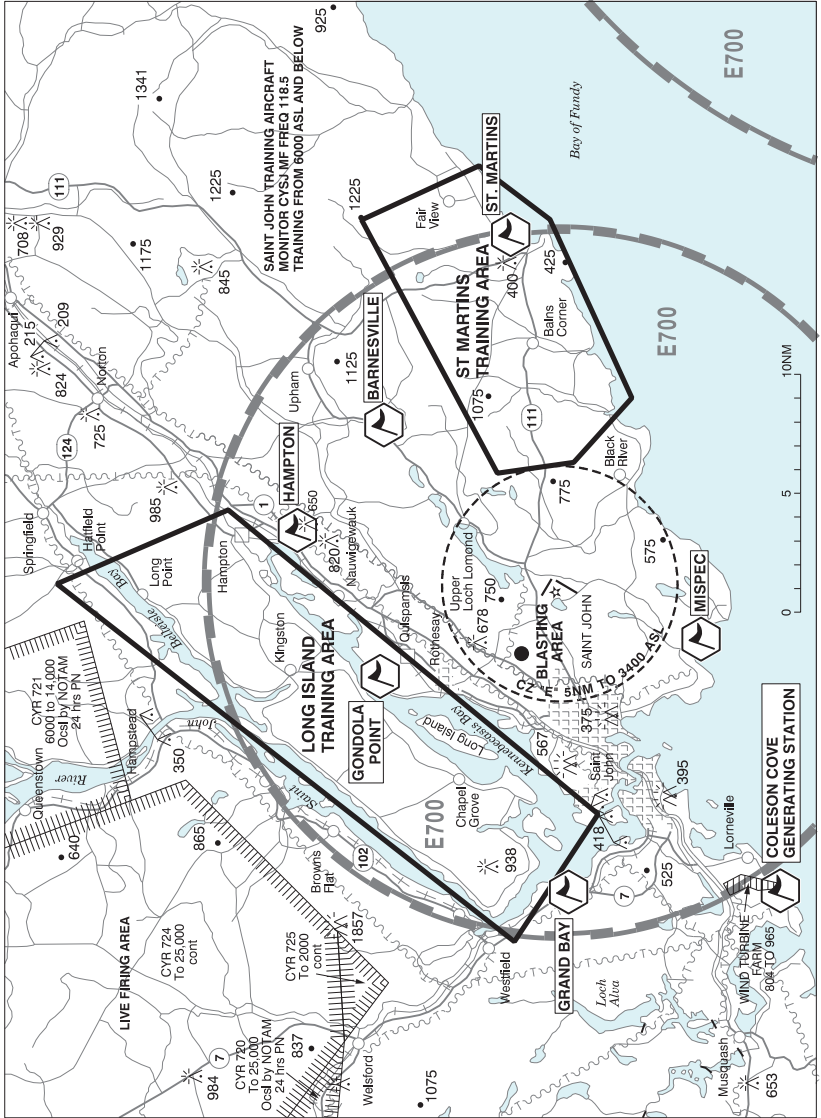 LIVE FIRING AREA
640
Queenstown
River
CYR 721
6000 to 14,000
Ocsl by NOTAM
24 hrs PN
Springfield
Apohaqui
708
929
111
925
984
7
CYR 720
To 25,000
Ocsl by NOTAM
24 hrs PN
837
CYR 724
To 25,000
cont
865
350
Hampstead
Hatfield
Point
124
824
215
209
725
Norton
1341
CYR 725
To 2000
cont
1857
Welsford
1075
Browns
Flat
102
John
Saint
Belleisle
Bay
Long
Point
985
1175
1225
845
Hampton
1
Kingston
HAMPTON
650
820
Nauwigewauk
Upham
1125
BARNESVILLE
SAINT JOHN TRAINING AIRCRAFT
MONITOR CYSJ MF FREQ 118.5
TRAINING FROM 6000 ASL AND BELOW
1225
LONG ISLAND
TRAINING AREA
GONDOLA
POINT
Quispamsis
Rothesay
E700
Chapel
Grove
Long Island
Kennebecasis Bay
938
Westfield
GRAND BAY
Loch
Alva
Fair
View
ST MARTINS
TRAINING AREA
ST. MARTINS
400
1075
425
Bains
Corner
111
Upper
Loch Lomond
678
750
775
Black
River
BLASTING
AREA
SAINT JOHN
CZ "E" 5NM TO 3400 ASL
575
567
375
Saint
John
418
395
7
525
Lorneville
MISPEC
COLESON COVE
GENERATING STATION
WIND TURBINE
FARM
804 TO 965
Musquash
653
Bay of Fundy
E700
E700
0
5
10NM